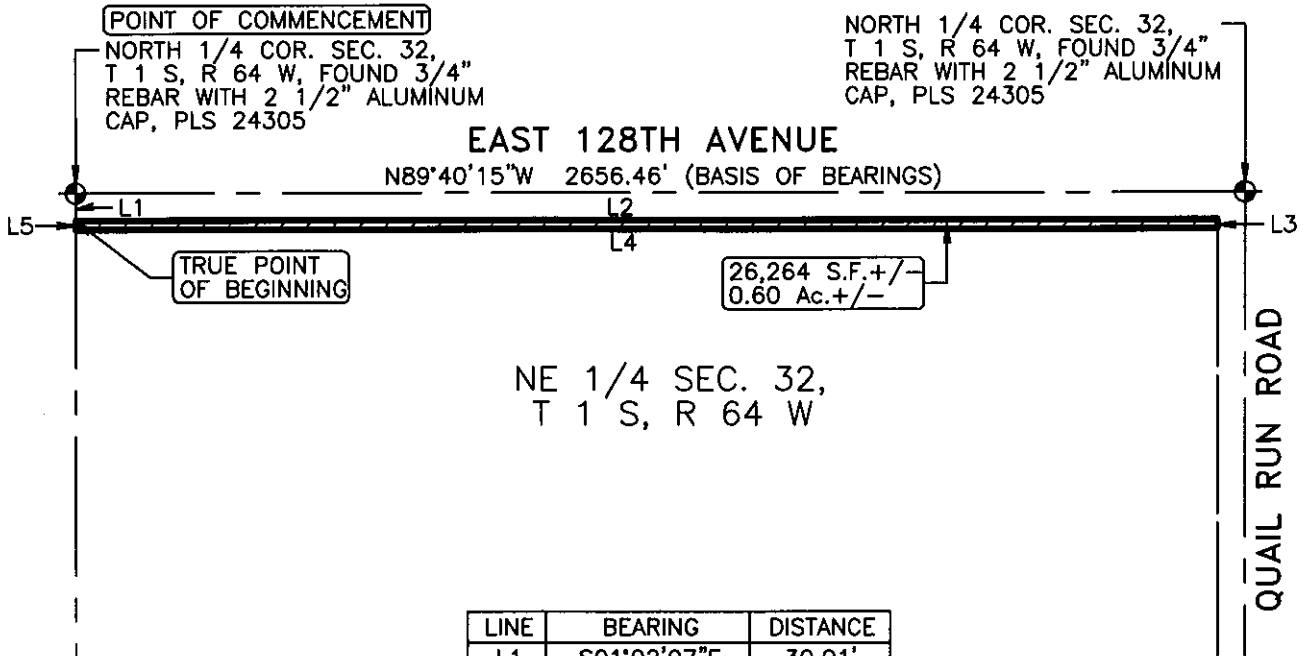 POINT OF COMMENCEMENT
NORTH 1/4 COR. SEC. 32,
T 1 S, R 64 W, FOUND 3/4"
REBAR WITH 2 1/2" ALUMINUM
CAP, PLS 24305
NORTH 1/4 COR. SEC. 32,
T 1 S, R 64 W, FOUND 3/4"
REBAR WITH 2 1/2" ALUMINUM
CAP, PLS 24305
EAST 128TH AVENUE
N89°40'15"W 2656.46' (BASIS OF BEARINGS)
L1
L2
L5
L3
L4
TRUE POINT
OF BEGINNING
26,264 S.F.+/-
0.60 Ac.+/-
NE 1/4 SEC. 32,
T 1 S, R 64 W
QUAIL RUN ROAD
LINE BEARING DISTANCE